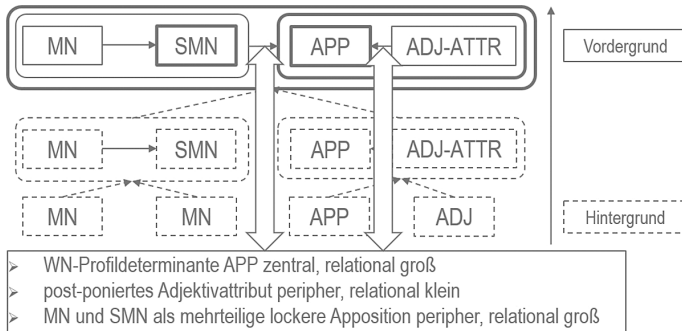 MN SMN APP ADJ-ATTR Vordergrund
MN SMN APP ADJ-ATTR
MN MN APP ADJ Hintergrund
➢ WN-Profildeterminante APP zentral, relational groß
➢ post-poniertes Adjektivattribut peripher, relational klein
➢ MN und SMN als mehrteilige lockere Apposition peripher, relational groß